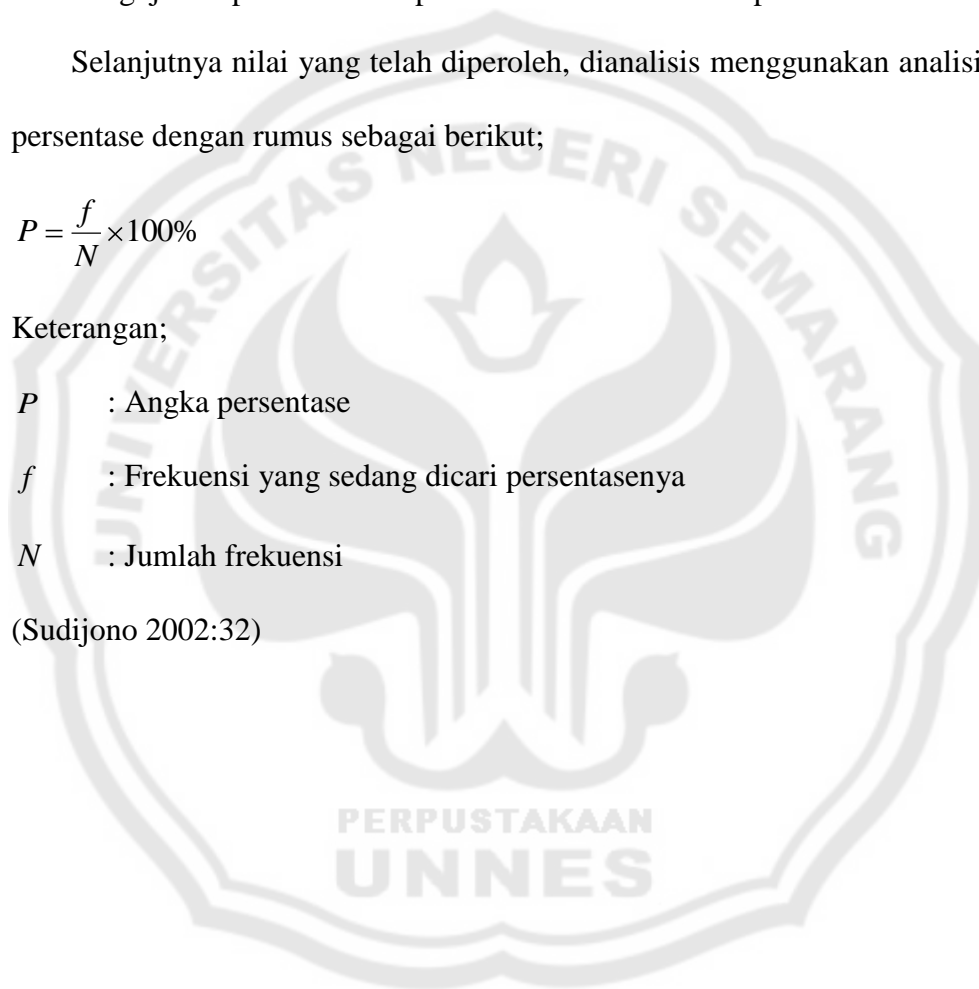 Selanjutnya nilai yang telah diperoleh, dianalisis menggunakan analisi
persentase dengan rumus sebagai berikut;
P = f/N × 100%
Keterangan;
P : Angka persentase
f : Frekuensi yang sedang dicari persentasenya
N : Jumlah frekuensi
(Sudijono 2002:32)
UNIVERSITAS NEGERI SEMARANG
PERPUSTAKAAN
UNNES